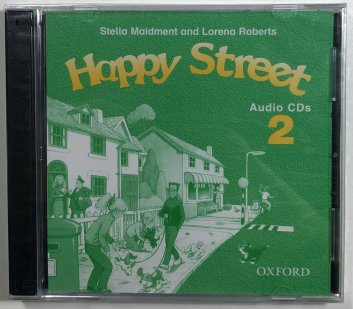 Stella Maidment and Lorena Roberts
Happy Street
Audio CDs
2
OXFORD